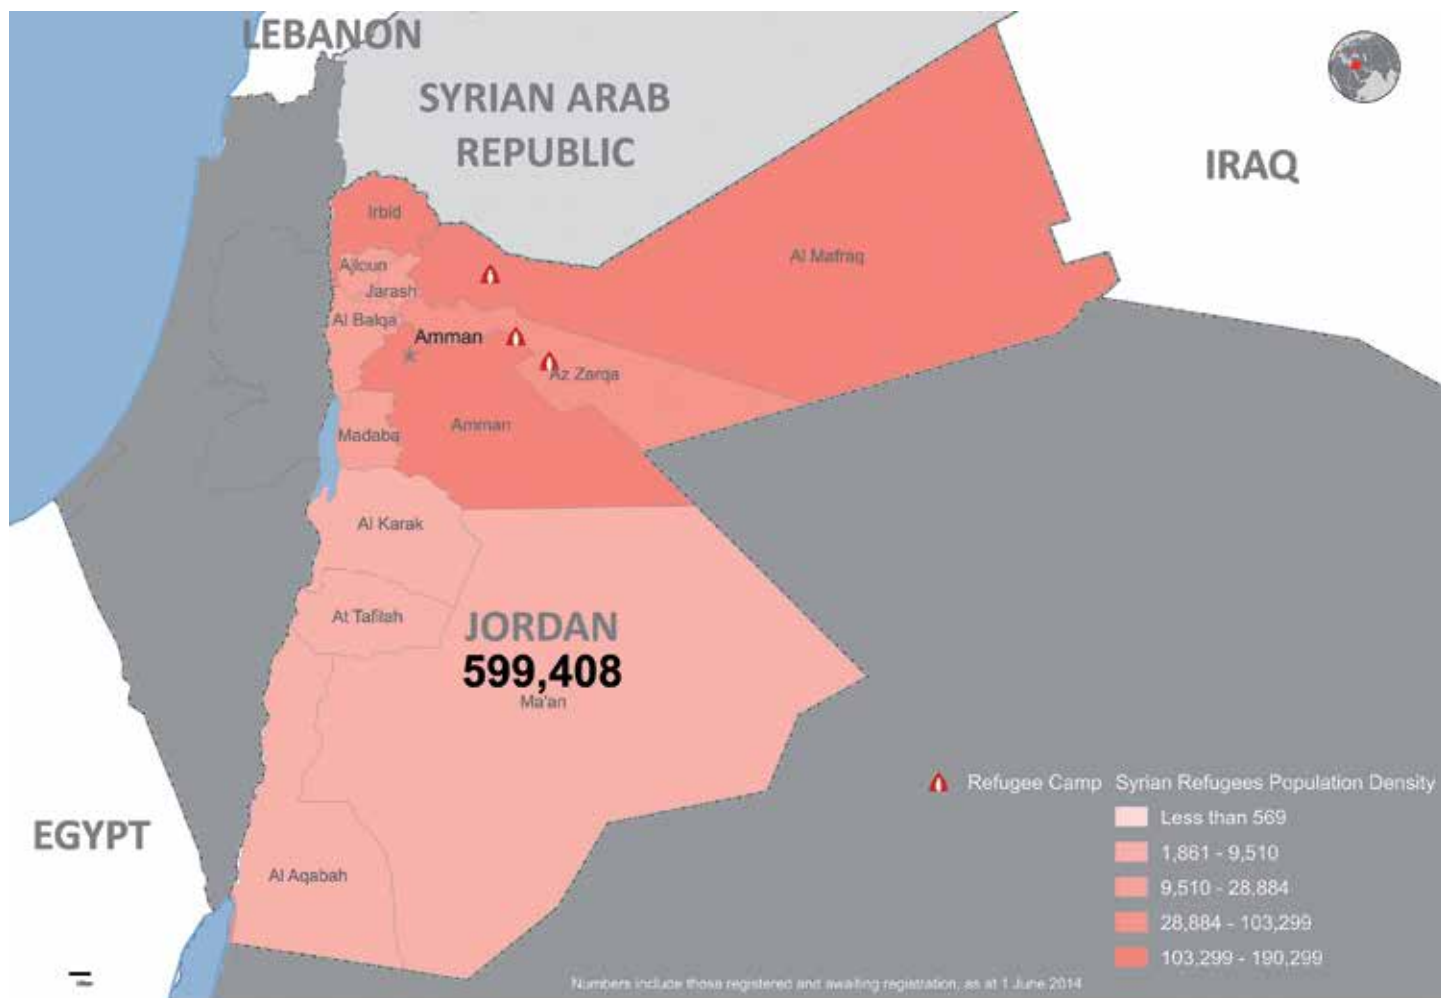 LEBANON
SYRIAN ARAB
REPUBLIC
IRAQ
Irbid
Al Mafraq
Ajloun
Jarash
Al Balqa
Amman
Az Zarqa
Amman
Madaba
Al Karak
At Tafilah
JORDAN
599,408
Ma'an
EGYPT
Al Aqabah
Refugee Camp
Syrian Refugees Population Density
Less than 569
1,861 - 9,510
9,510 - 28,884
28,884 - 103,299
103,299 - 190,299
Numbers include those registered and awaiting registration, as at 1 June 2014